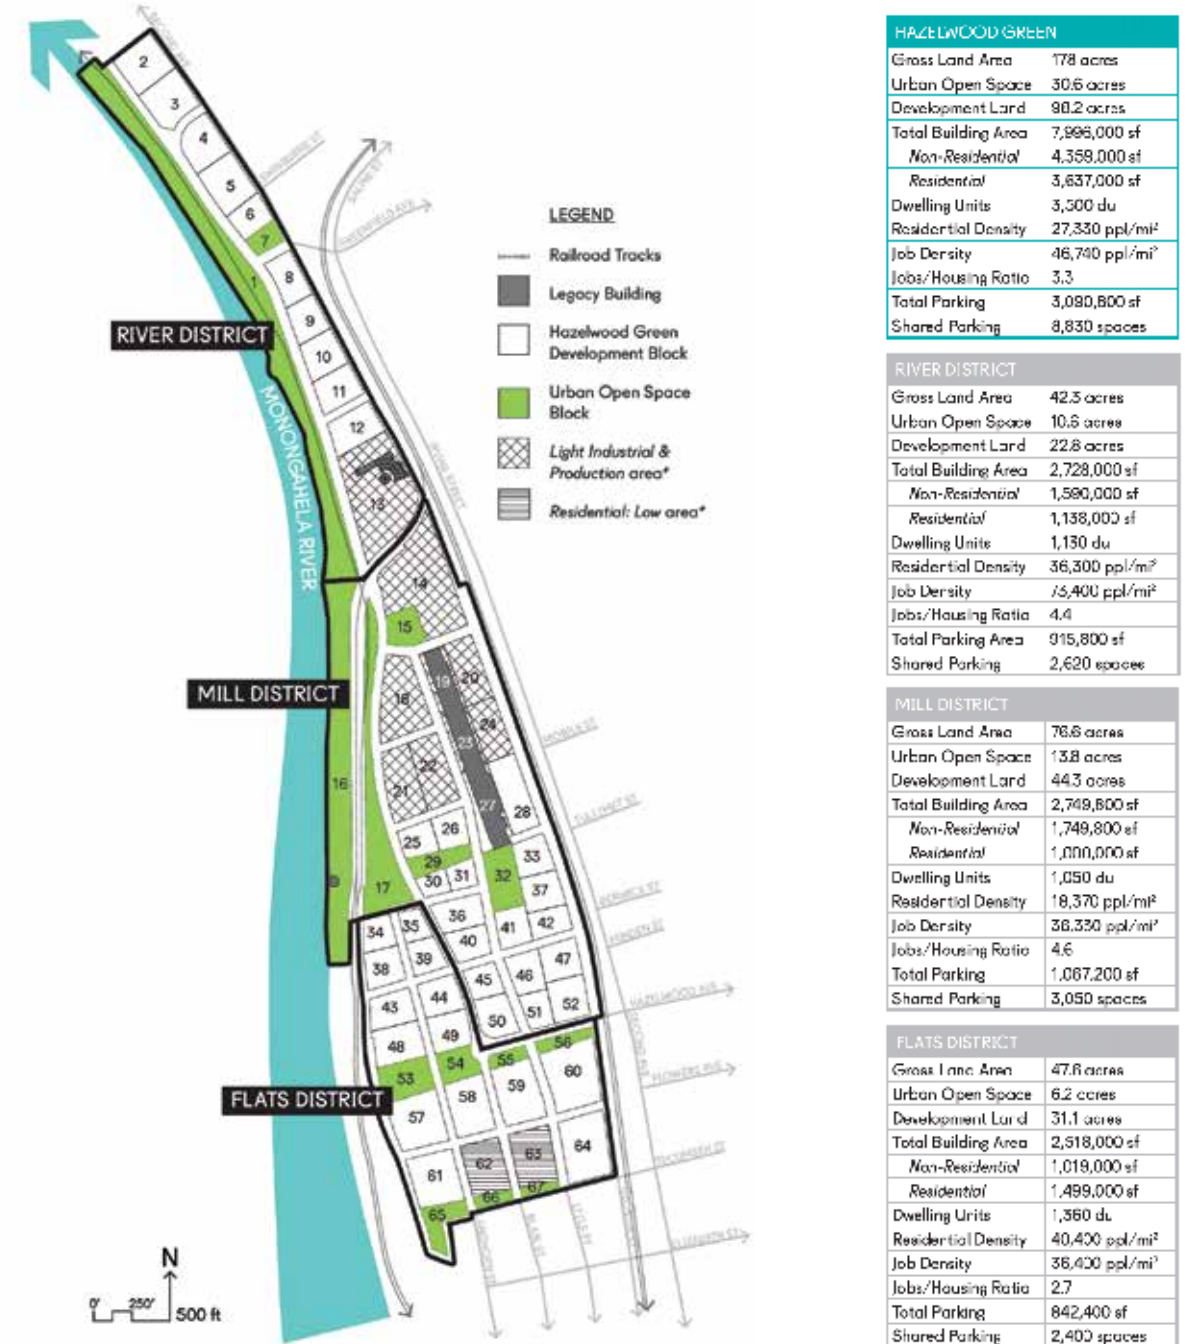 SECOND AVE
2
3
4
5
6
7
SALINE ST
GREENFIELD AVE
1
8
9
10
11
12
13
RIVER DISTRICT
MONONGAHELA RIVER
LEGEND
Railroad Tracks
Legacy Building
Hazelwood Green
Development Block
Urban Open Space
Block
Light Industrial &
Production area*
Residential: Low area*
14
15
MILL DISTRICT
18
19
20
24
23
22
21
27
28
16
17
25
26
29
30
31
32
33
37
36
40
41
42
34
35
38
39
43
44
45
46
47
48
49
50
51
52
HAZELWOOD AVE
FLOWERS AVE
TECUMSEH ST
ELIZABETH ST
FLATS DISTRICT
53
54
55
56
57
58
59
60
61
62
63
64
65
66
67
N
0'
250'
500 ft
HAZELWOOD GREEN
Gross Land Area 178 acres
Urban Open Space 30.6 acres
Development Land 98.2 acres
Total Building Area 7,996,000 sf
Non-Residential 4,359,000 sf
Residential 3,637,000 sf
Dwelling Units 3,500 du
Residential Density 27,330 ppl/mi²
Job Density 46,740 ppl/mi²
Jobs/Housing Ratio 3.3
Total Parking 3,090,800 sf
Shared Parking 8,830 spaces
RIVER DISTRICT
Gross Land Area 42.3 acres
Urban Open Space 10.6 acres
Development Land 22.8 acres
Total Building Area 2,728,000 sf
Non-Residential 1,590,000 sf
Residential 1,138,000 sf
Dwelling Units 1,130 du
Residential Density 36,300 ppl/mi²
Job Density 73,400 ppl/mi²
Jobs/Housing Ratio 4.4
Total Parking Area 915,800 sf
Shared Parking 2,620 spaces
MILL DISTRICT
Gross Land Area 76.6 acres
Urban Open Space 13.8 acres
Development Land 44.3 acres
Total Building Area 2,749,800 sf
Non-Residential 1,749,800 sf
Residential 1,000,000 sf
Dwelling Units 1,050 du
Residential Density 18,370 ppl/mi²
Job Density 38,330 ppl/mi²
Jobs/Housing Ratio 4.6
Total Parking 1,067,200 sf
Shared Parking 3,050 spaces
FLATS DISTRICT
Gross Land Area 47.6 acres
Urban Open Space 6.2 acres
Development Land 31.1 acres
Total Building Area 2,518,000 sf
Non-Residential 1,019,000 sf
Residential 1,499,000 sf
Dwelling Units 1,360 du
Residential Density 40,400 ppl/mi²
Job Density 36,400 ppl/mi²
Jobs/Housing Ratio 2.7
Total Parking 842,400 sf
Shared Parking 2,400 spaces